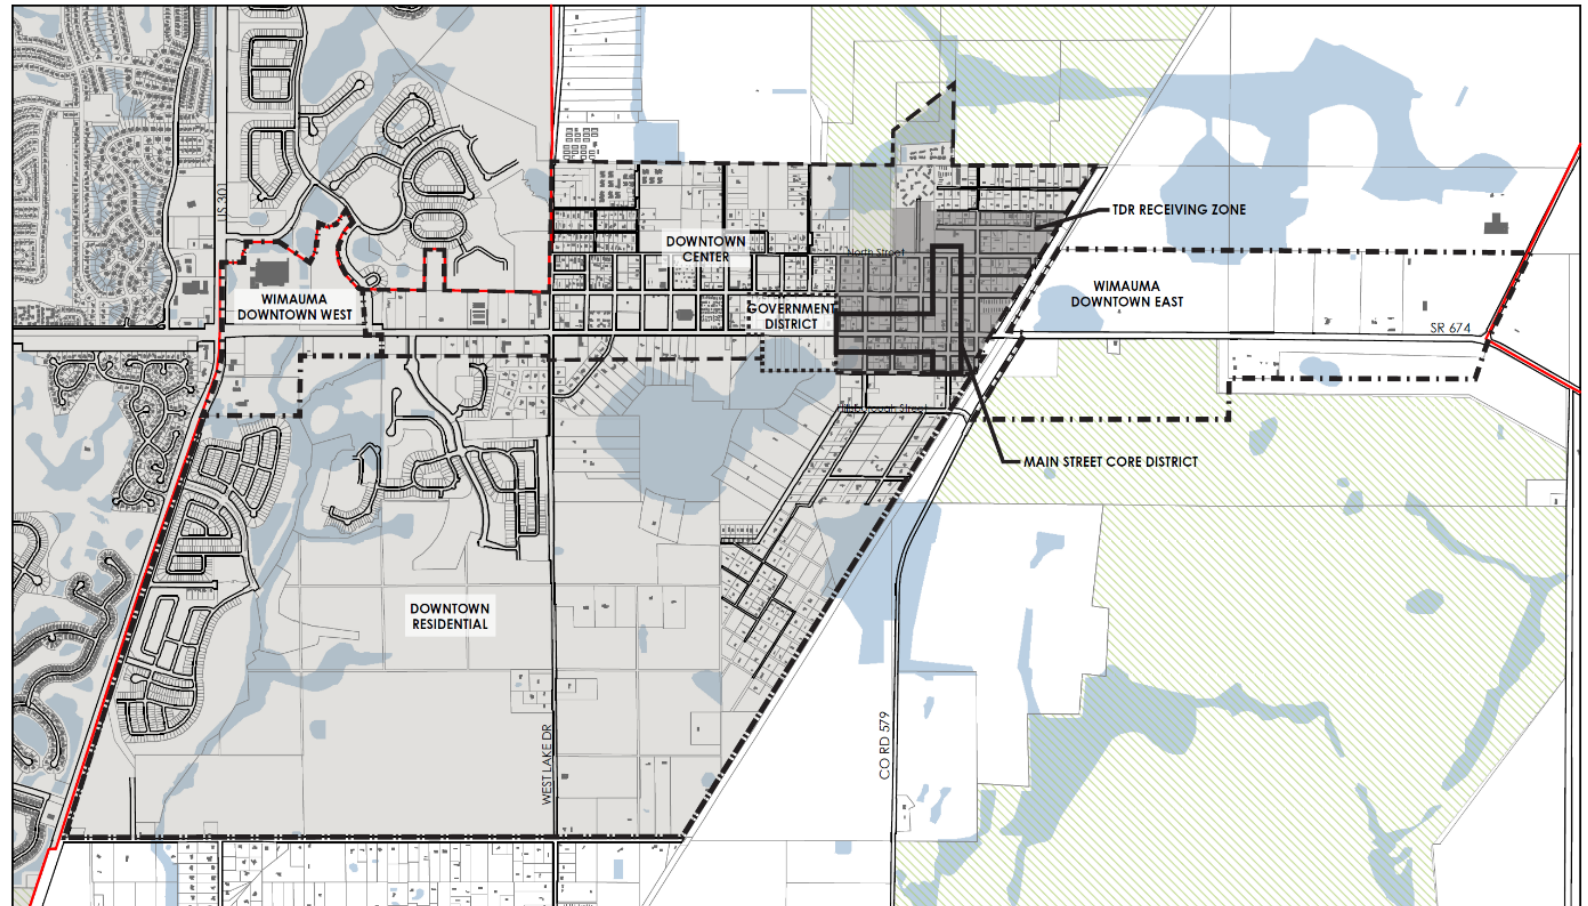 US 301
TDR RECEIVING ZONE
DOWNTOWN
CENTER
North Street
WIMAUMA
DOWNTOWN WEST
WIMAUMA
DOWNTOWN EAST
GOVERNMENT
DISTRICT
SR 674
MAIN STREET CORE DISTRICT
DOWNTOWN
RESIDENTIAL
WEST LAKE DR
CO RD 579